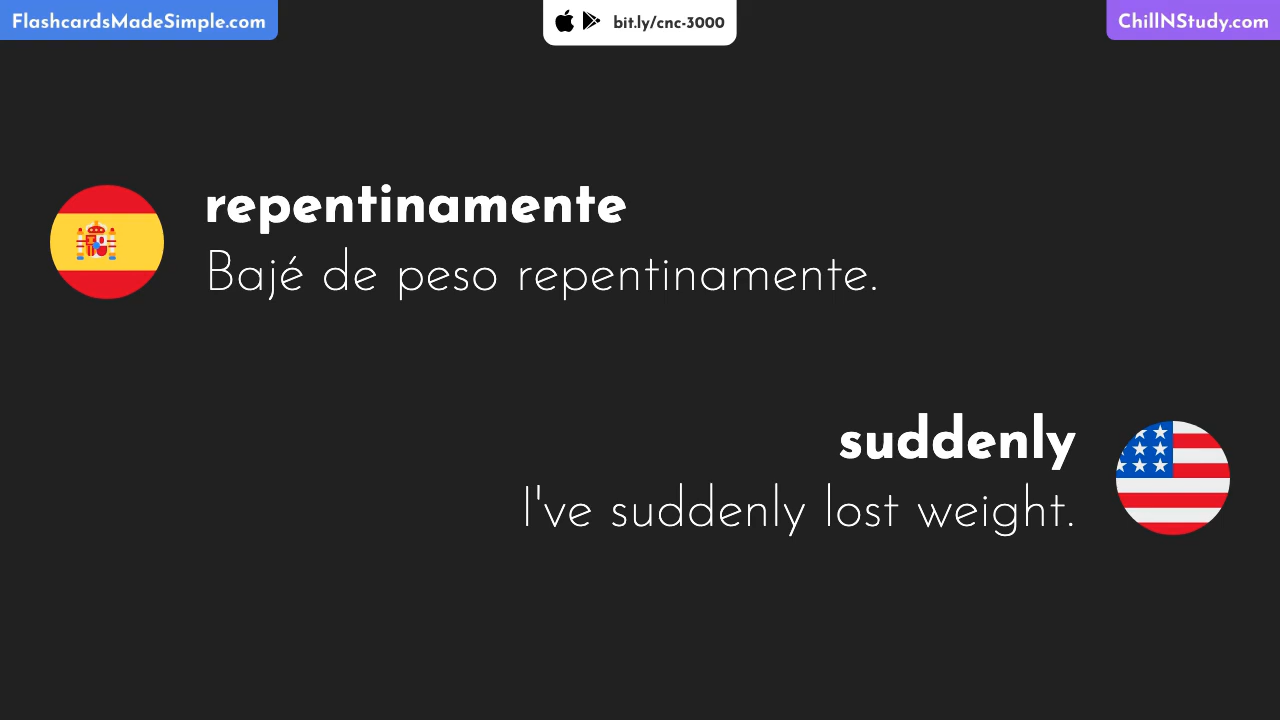 FlashcardsMadeSimple.com
bit.ly/cnc-3000
ChillNStudy.com
repentinamente
Bajé de peso repentinamente.
suddenly
I've suddenly lost weight.